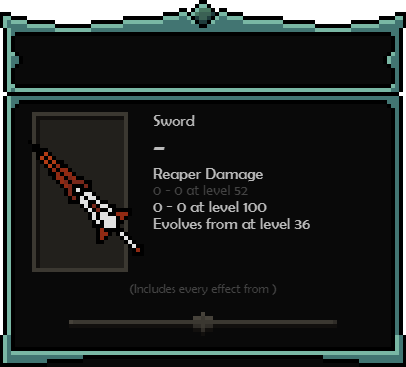 Sword
–
Reaper Damage
0 - 0 at level 52
0 - 0 at level 100
Evolves from at level 36
(Includes every effect from )